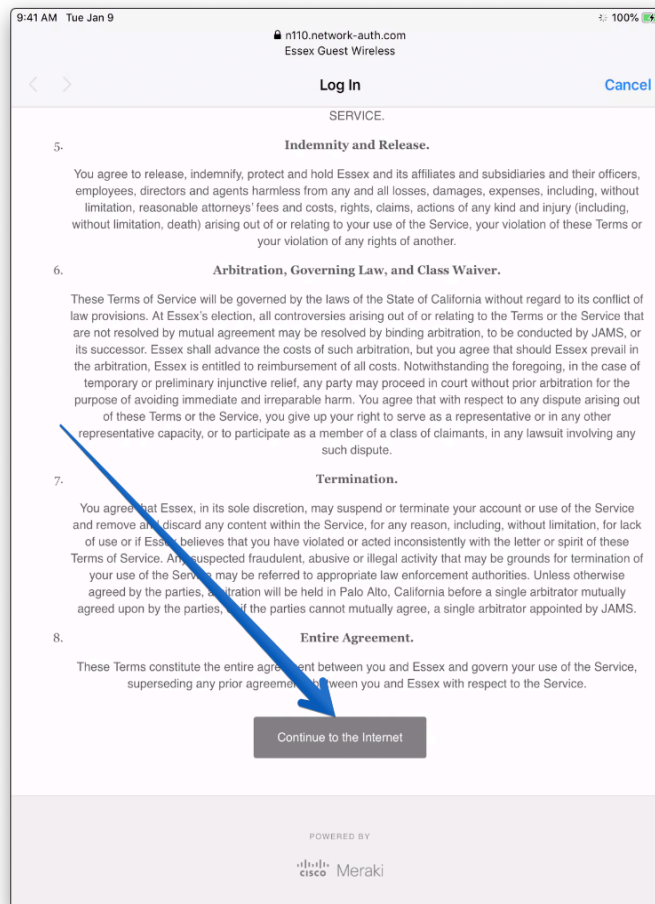 9:41 AM Tue Jan 9
100%
n110.network-auth.com
Essex Guest Wireless
Log In
Cancel
SERVICE.
5. Indemnity and Release.
You agree to release, indemnify, protect and hold Essex and its affiliates and subsidiaries and their officers,
employees, directors and agents harmless from any and all losses, damages, expenses, including, without
limitation, reasonable attorneys' fees and costs, rights, claims, actions of any kind and injury (including,
without limitation, death) arising out of or relating to your use of the Service, your violation of these Terms or
your violation of any rights of another.
6. Arbitration, Governing Law, and Class Waiver.
These Terms of Service will be governed by the laws of the State of California without regard to its conflict of
law provisions. At Essex's election, all controversies arising out of or relating to the Terms or the Service that
are not resolved by mutual agreement may be resolved by binding arbitration, to be conducted by JAMS, or
its successor. Essex shall advance the costs of such arbitration, but you agree that should Essex prevail in
the arbitration, Essex is entitled to reimbursement of all costs. Notwithstanding the foregoing, in the case of
temporary or preliminary injunctive relief, any party may proceed in court without prior arbitration for the
purpose of avoiding immediate and irreparable harm. You agree that with respect to any dispute arising out
of these Terms or the Service, you give up your right to serve as a representative or in any other
representative capacity, or to participate as a member of a class of claimants, in any lawsuit involving any
such dispute.
7. Termination.
You agree that Essex, in its sole discretion, may suspend or terminate your account or use of the Service
and remove and discard any content within the Service, for any reason, including, without limitation, for lack
of use or if Essex believes that you have violated or acted inconsistently with the letter or spirit of these
Terms of Service. Any suspected fraudulent, abusive or illegal activity that may be grounds for termination of
your use of the Service may be referred to appropriate law enforcement authorities. Unless otherwise
agreed by the parties, arbitration will be held in Palo Alto, California before a single arbitrator mutually
agreed upon by the parties, if the parties cannot mutually agree, a single arbitrator appointed by JAMS.
8. Entire Agreement.
These Terms constitute the entire agreement between you and Essex and govern your use of the Service,
superseding any prior agreement between you and Essex with respect to the Service.
Continue to the Internet
POWERED BY
cisco Meraki